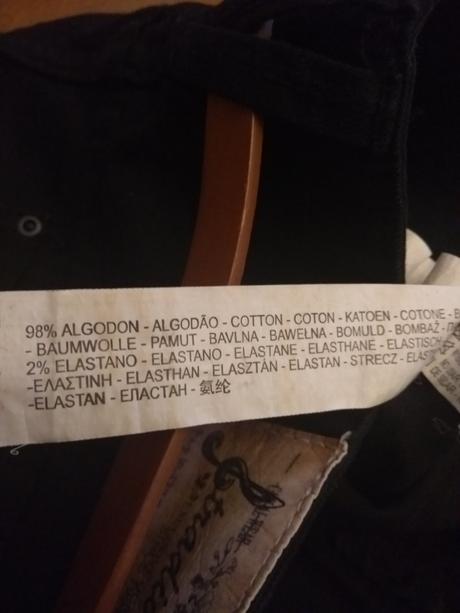 98% ALGODON - ALGODÃO - COTTON - COTON - KATOEN - COTONE -
- BAUMWOLLE - PAMUT - BAVLNA - BAWEŁNA - BOMULD - BOMBAŽ -
2% ELASTANO - ELASTANO - ELASTANE - ELASTHANE - ELASTISCH
-ΕΛΑΣΤΙΝΗ - ELASTHAN - ELASZTÁN - ELASTAN - STRECZ -
-ELASTAN - ЕЛАСТАН - 氨纶